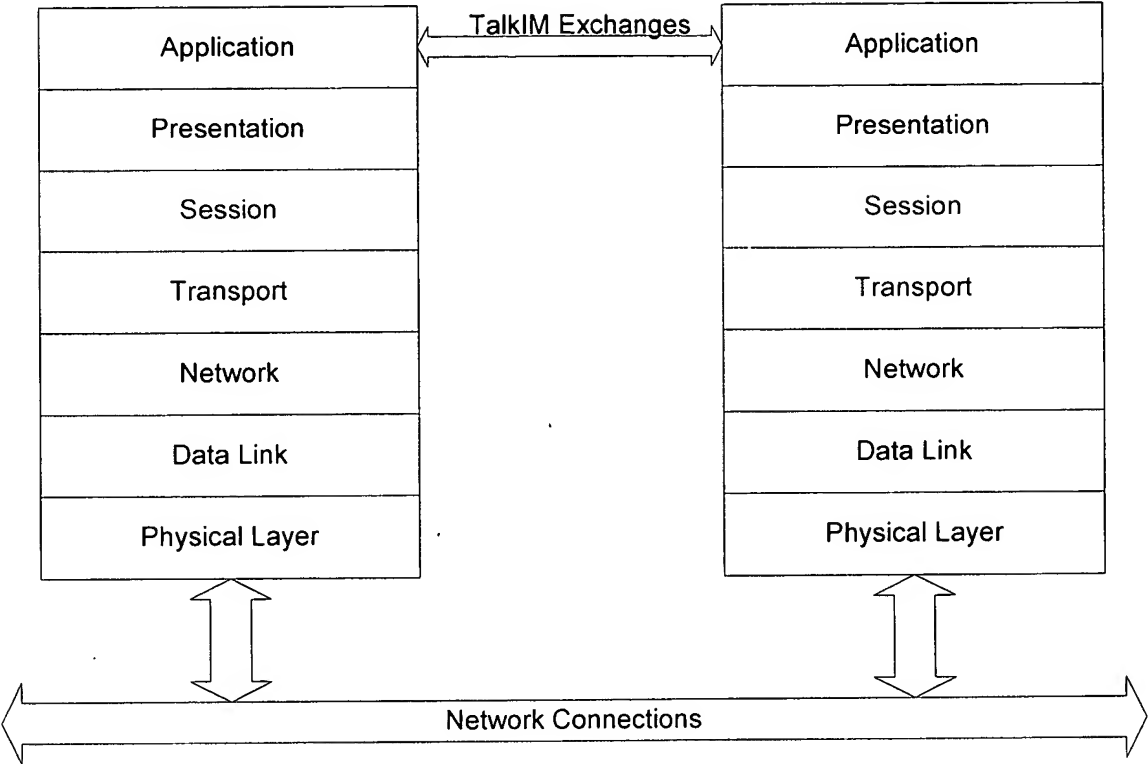 TalkIM Exchanges
Application
Presentation
Session
Transport
Network
Data Link
Physical Layer
Application
Presentation
Session
Transport
Network
Data Link
Physical Layer
Network Connections